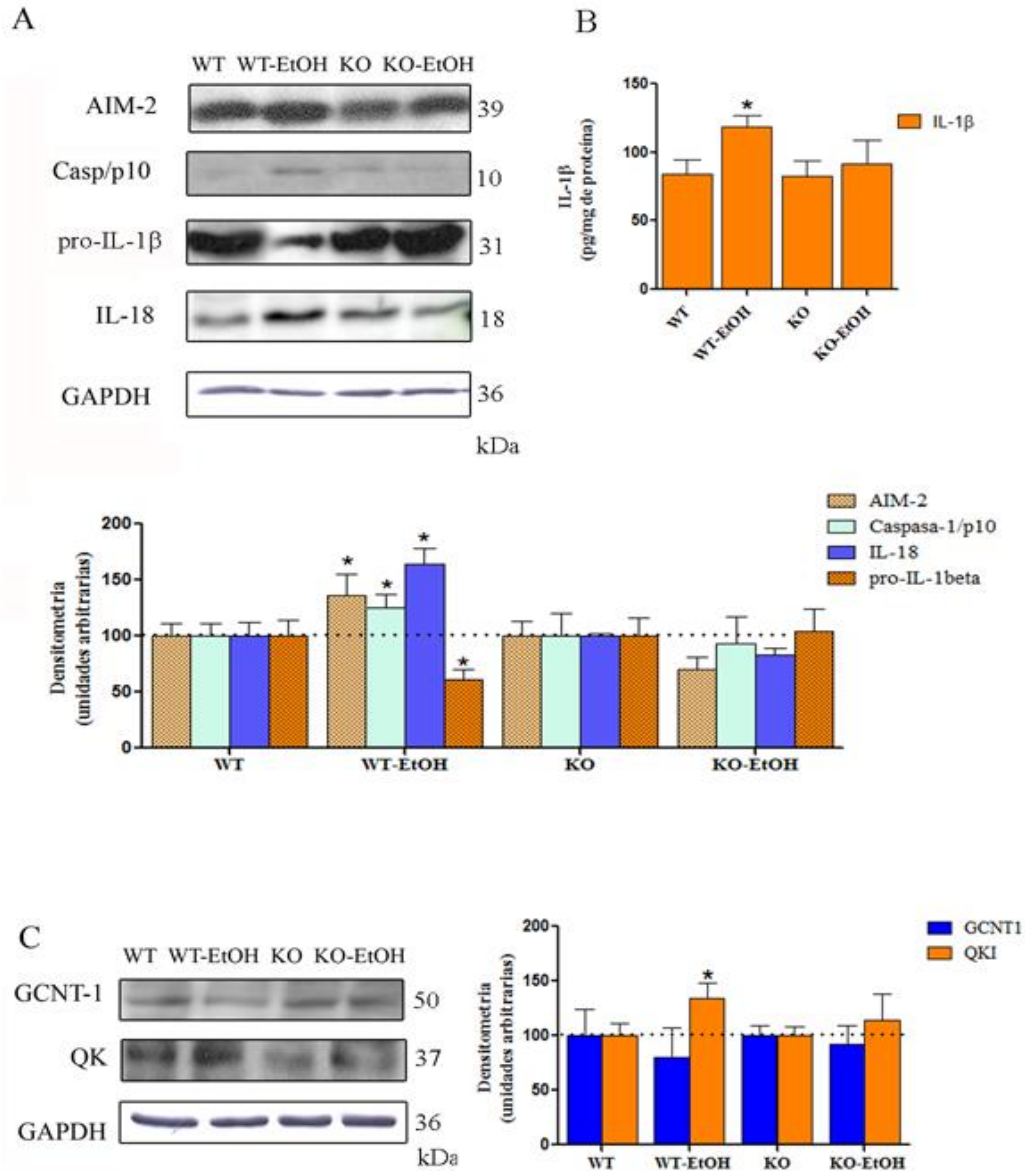 A
WT WT-EtOH KO KO-EtOH
AIM-2
39
Casp/p10
10
pro-IL-1β
31
IL-18
18
GAPDH
36
kDa
B
150
100
50
0
IL-1β
(pg/mg de proteína)
*
IL-1β
WT
WT-EtOH
KO
KO-EtOH
200
150
100
50
0
Densitometria
(unidades arbitrarias)
* * * *
AIM-2
Caspasa-1/p10
IL-18
pro-IL-1beta
WT WT-EtOH KO KO-EtOH
C
WT WT-EtOH KO KO-EtOH
GCNT-1
50
QK
37
GAPDH
36
kDa
200
150
100
50
0
Densitometria
(unidades arbitrarias)
*
GCNT1
QKI
WT WT-EtOH KO KO-EtOH